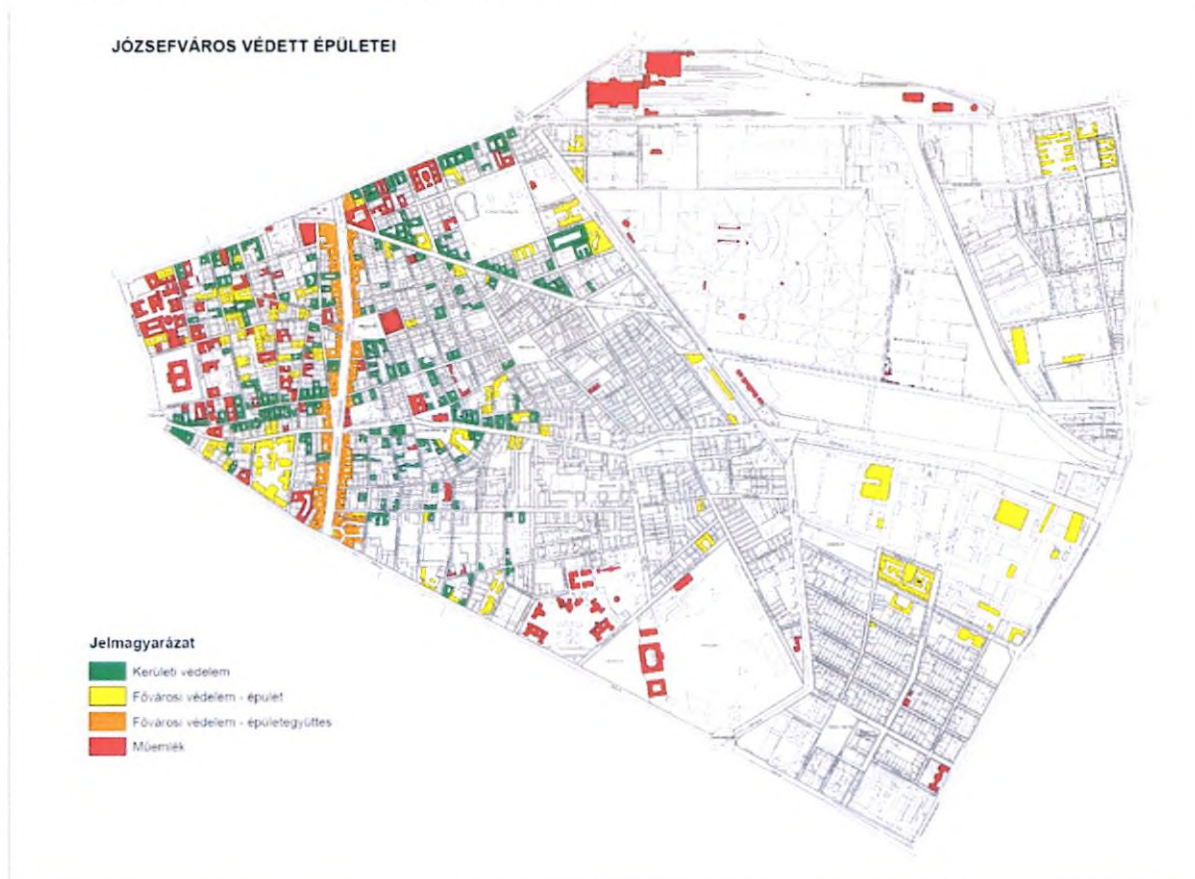 JÓZSEFVÁROS VÉDETT ÉPÜLETEI
Jelmagyarázat
Kerületi védelem
Fővárosi védelem - épület
Fővárosi védelem - épületegyüttes
Műemlék